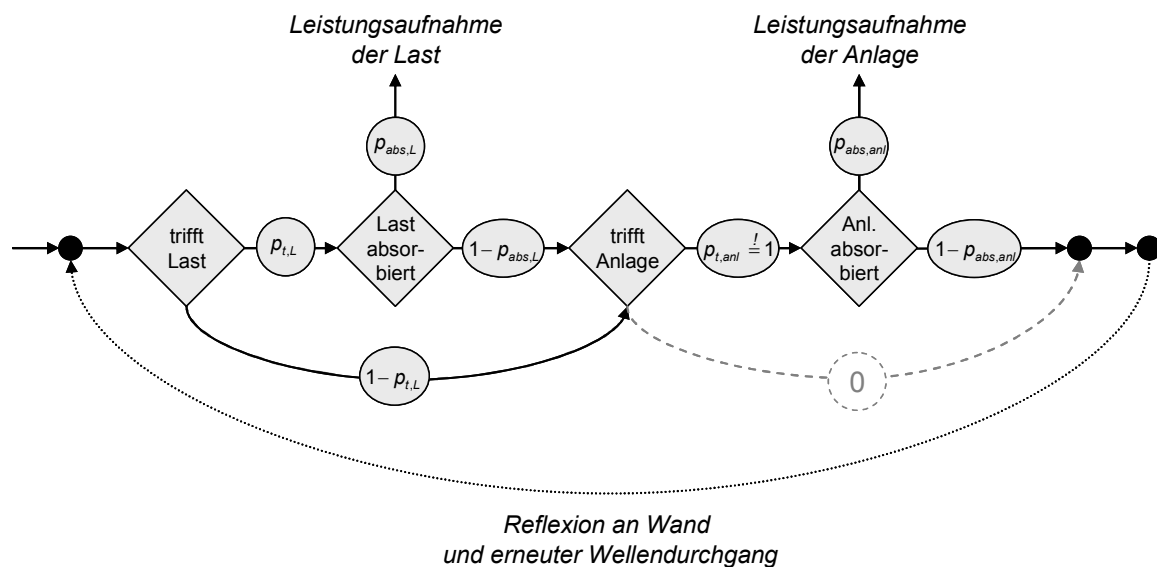 Leistungsaufnahme
der Last
Leistungsaufnahme
der Anlage
p_abs,L
p_abs,anl
trifft
Last
p_t,L
Last
absor-
biert
1− p_abs,L
trifft
Anlage
p_t,anl =! 1
Anl.
absor-
biert
1− p_abs,anl
1− p_t,L
0
Reflexion an Wand
und erneuter Wellendurchgang